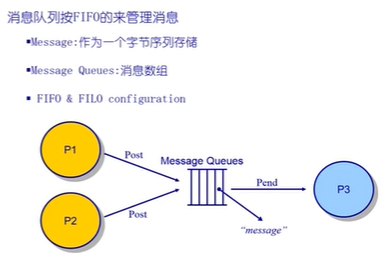 消息队列按FIFO的来管理消息
▪Message:作为一个字节序列存储
▪Message Queues:消息数组
▪ FIFO & FILO configuration
P1
Post
Message Queues
Pend
P3
P2
Post
“message”